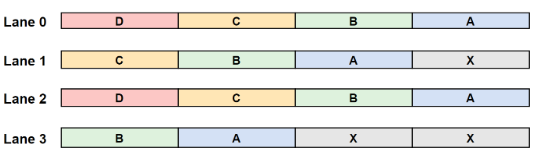 Lane 0 D C B A
Lane 1 C B A X
Lane 2 D C B A
Lane 3 B A X X